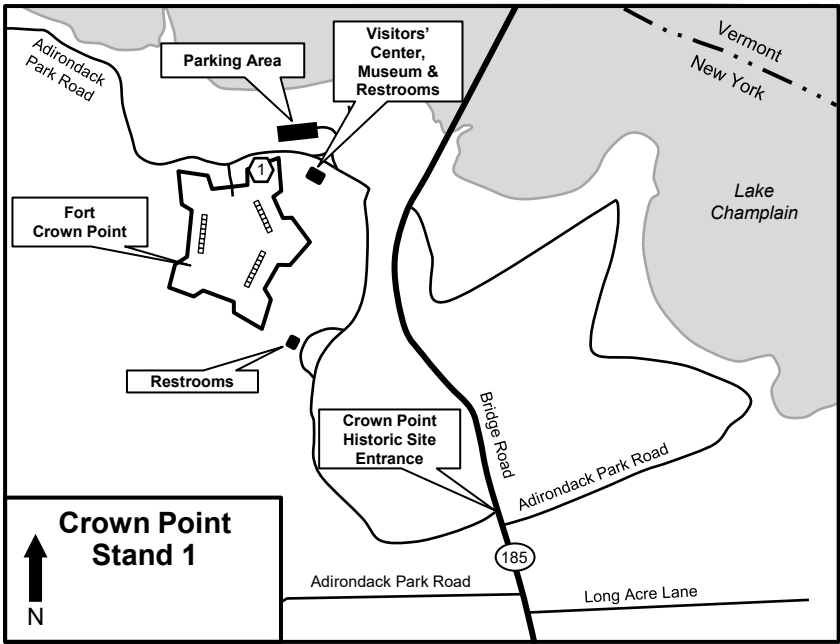 Adirondack
Park Road
Parking Area
Visitors’
Center,
Museum &
Restrooms
Vermont
New York
1
Lake
Champlain
Fort
Crown Point
Restrooms
Bridge Road
Crown Point
Historic Site
Entrance
Adirondack Park Road
Crown Point
Stand 1
N
185
Adirondack Park Road
Long Acre Lane